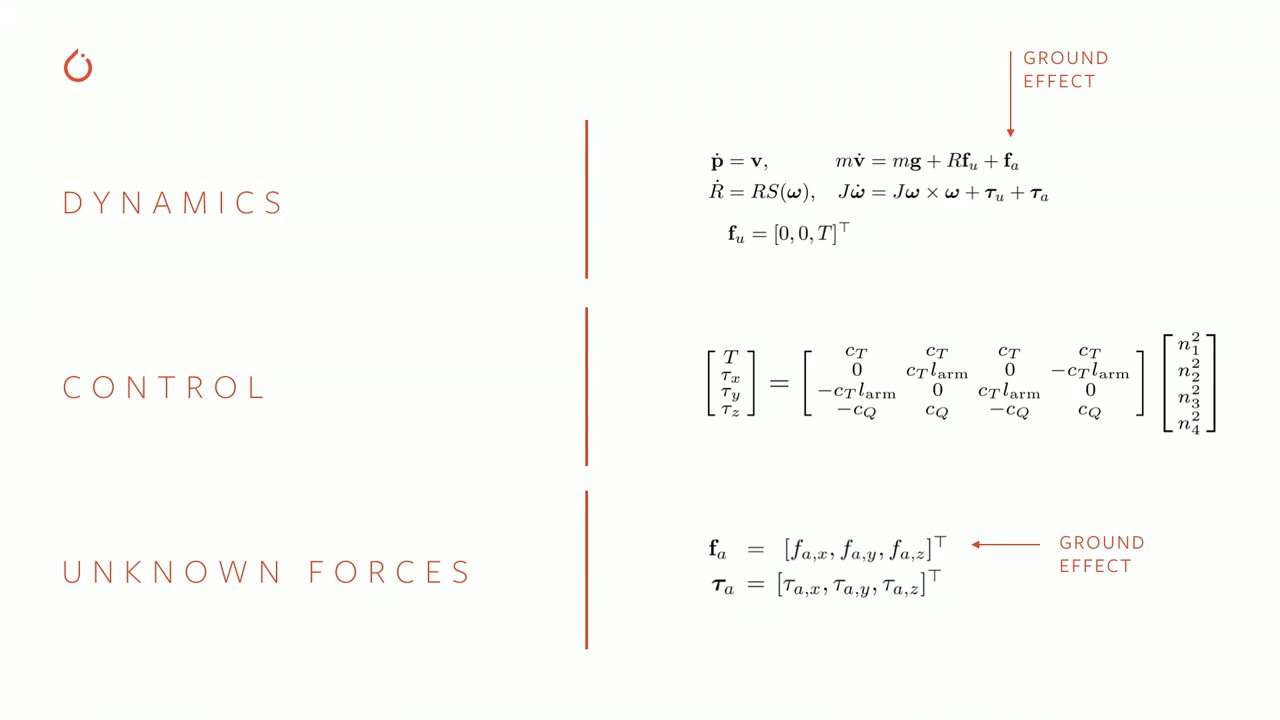 GROUND
EFFECT
DYNAMICS
ṗ = v, mv̇ = mg + Rf_u + f_a
Ṙ = RS(ω), Jω̇ = Jω × ω + τ_u + τ_a
f_u = [0, 0, T]^⊤
CONTROL
[T; τ_x; τ_y; τ_z] = [c_T c_T c_T c_T; 0 c_T l_arm 0 −c_T l_arm; −c_T l_arm 0 c_T l_arm 0; −c_Q c_Q −c_Q c_Q] [n_1^2; n_2^2; n_3^2; n_4^2]
UNKNOWN FORCES
f_a = [f_{a,x}, f_{a,y}, f_{a,z}]^⊤
τ_a = [τ_{a,x}, τ_{a,y}, τ_{a,z}]^⊤
GROUND
EFFECT